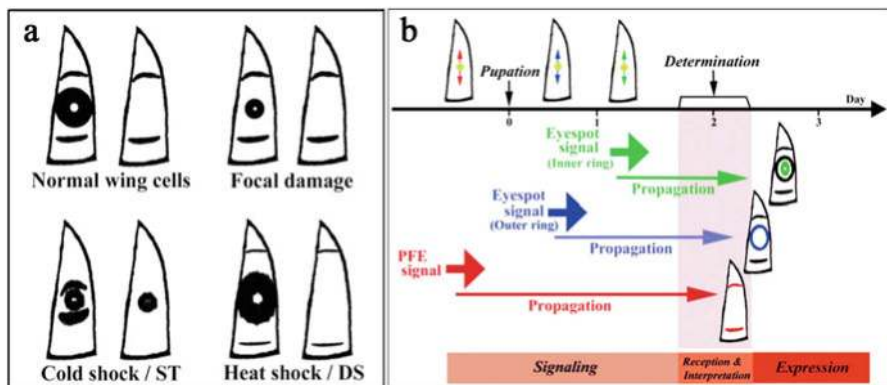 a
Normal wing cells
Focal damage
Cold shock / ST
Heat shock / DS
b
Pupation
Determination
Day
0
1
2
3
Eyespot
signal
(Inner ring)
Propagation
Eyespot
signal
(Outer ring)
Propagation
PFE
signal
Propagation
Signaling
Reception &
Interpretation
Expression